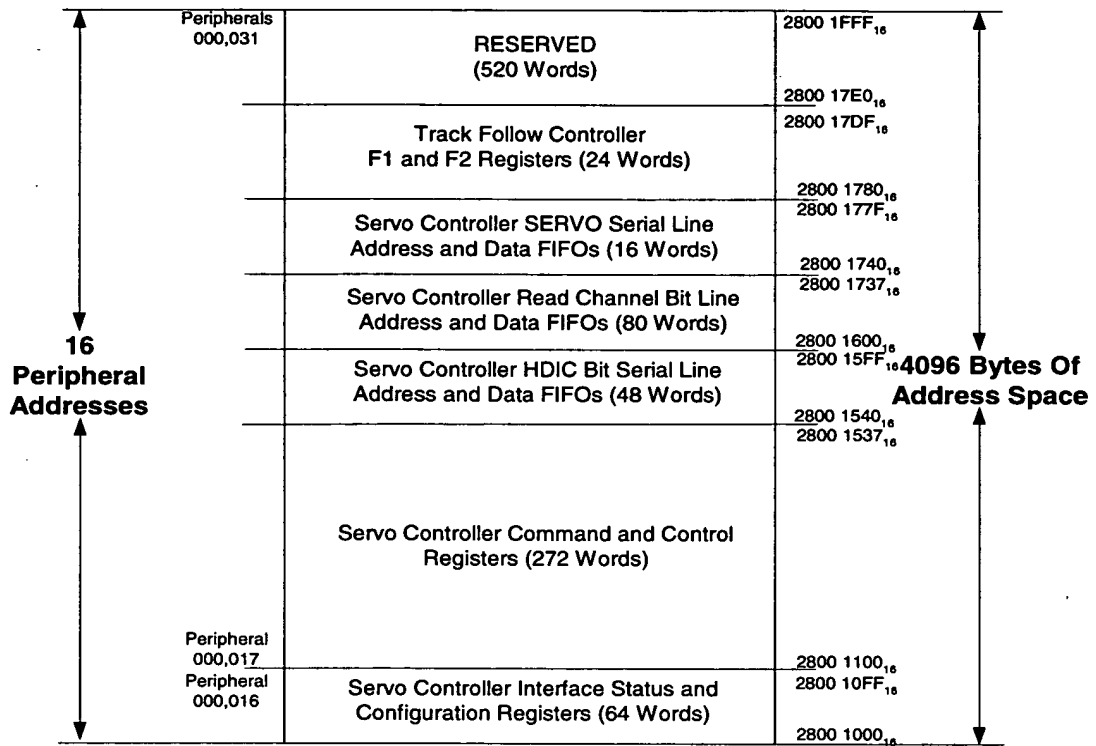 Peripherals
000,031
RESERVED
(520 Words)
2800 1FFF₁₆
2800 17E0₁₆
2800 17DF₁₆
Track Follow Controller
F1 and F2 Registers (24 Words)
2800 1780₁₆
2800 177F₁₆
Servo Controller SERVO Serial Line
Address and Data FIFOs (16 Words)
2800 1740₁₆
2800 1737₁₆
Servo Controller Read Channel Bit Line
Address and Data FIFOs (80 Words)
2800 1600₁₆
2800 15FF₁₆
Servo Controller HDIC Bit Serial Line
Address and Data FIFOs (48 Words)
2800 1540₁₆
2800 1537₁₆
16
Peripheral
Addresses
4096 Bytes Of
Address Space
Servo Controller Command and Control
Registers (272 Words)
Peripheral
000,017
2800 1100₁₆
2800 10FF₁₆
Peripheral
000,016
Servo Controller Interface Status and
Configuration Registers (64 Words)
2800 1000₁₆